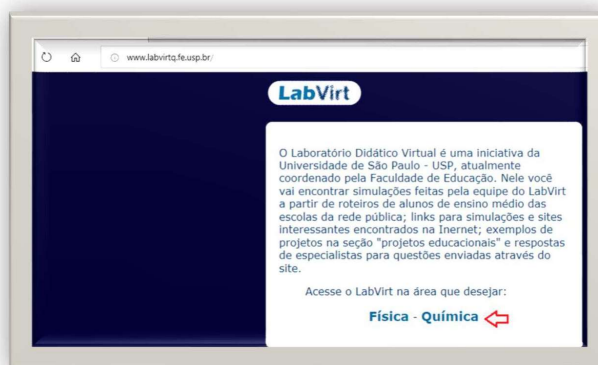 www.labvirtq.fe.usp.br/
LabVirt
O Laboratório Didático Virtual é uma iniciativa da
Universidade de São Paulo - USP, atualmente
coordenado pela Faculdade de Educação. Nele você
vai encontrar simulações feitas pela equipe do LabVirt
a partir de roteiros de alunos de ensino médio das
escolas da rede pública; links para simulações e sites
interessantes encontrados na Inernet; exemplos de
projetos na seção "projetos educacionais" e respostas
de especialistas para questões enviadas através do
site.
Acesse o LabVirt na área que desejar:
Física - Química